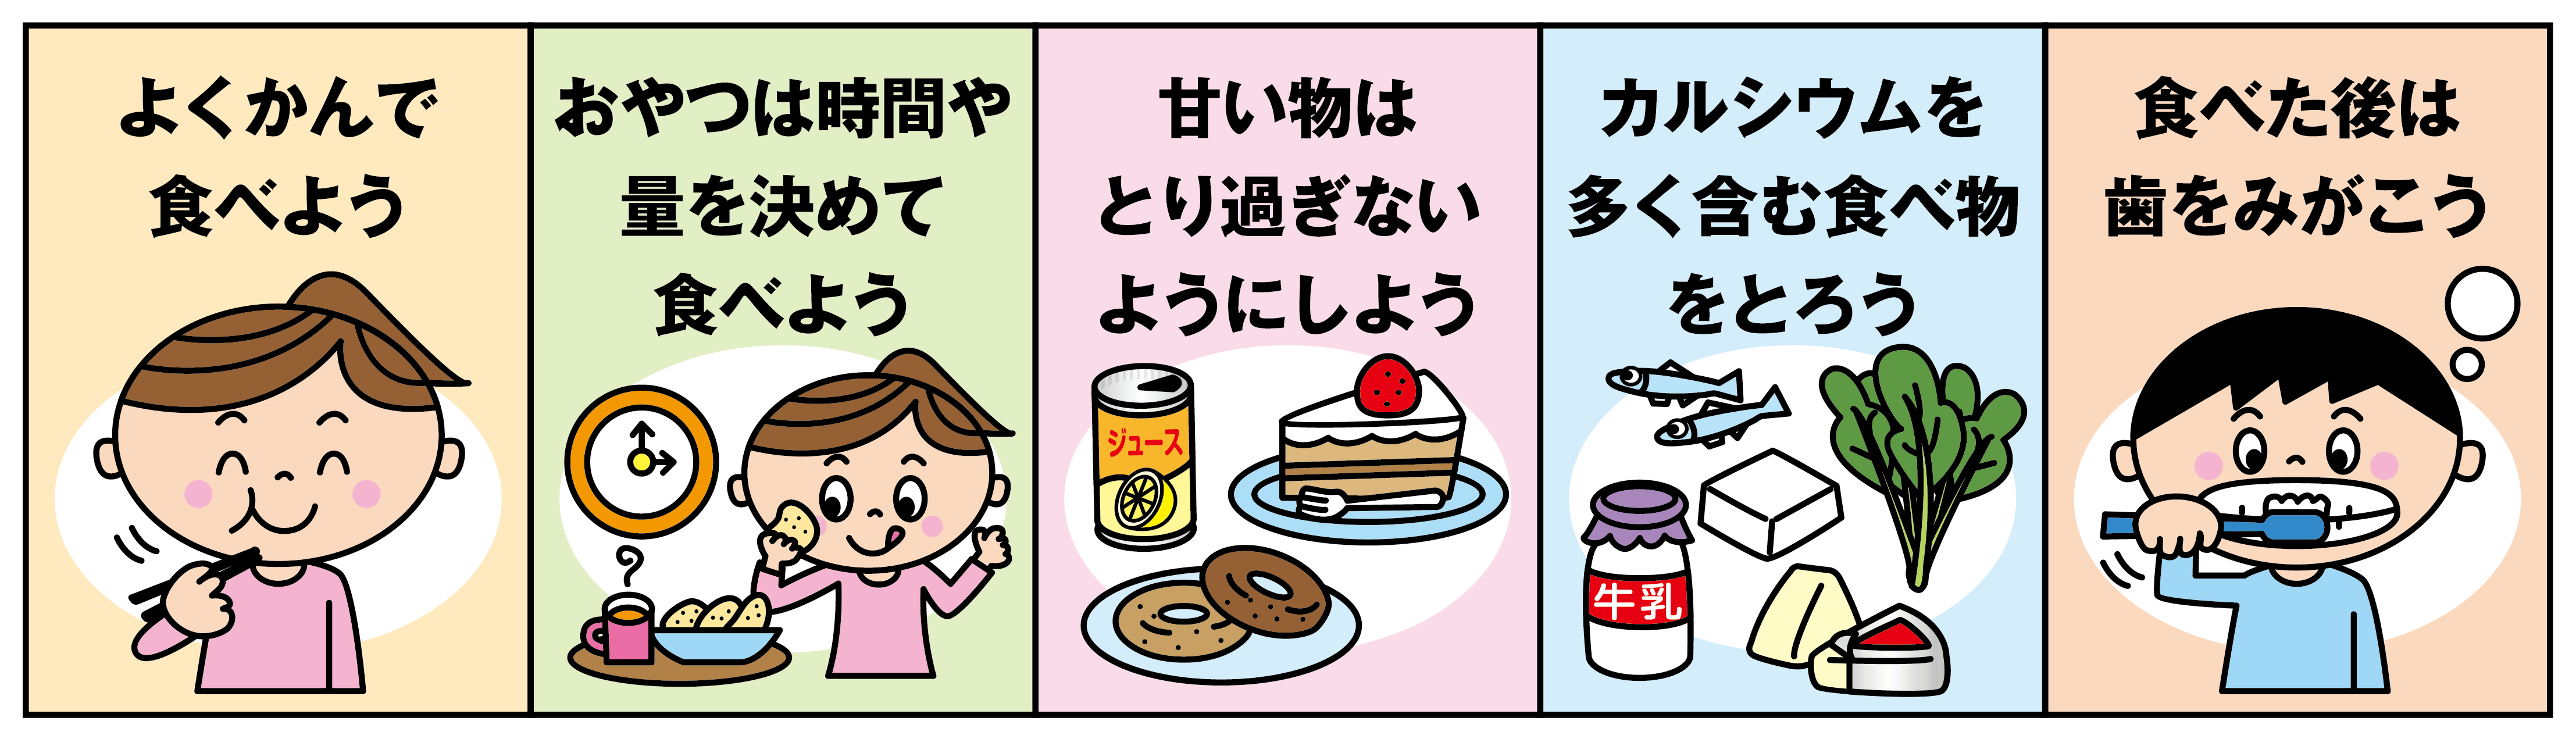 よくかんで
食べよう
おやつは時間や
量を決めて
食べよう
甘い物は
とり過ぎない
ようにしよう
ジュース
カルシウムを
多く含む食べ物
をとろう
牛乳
食べた後は
歯をみがこう